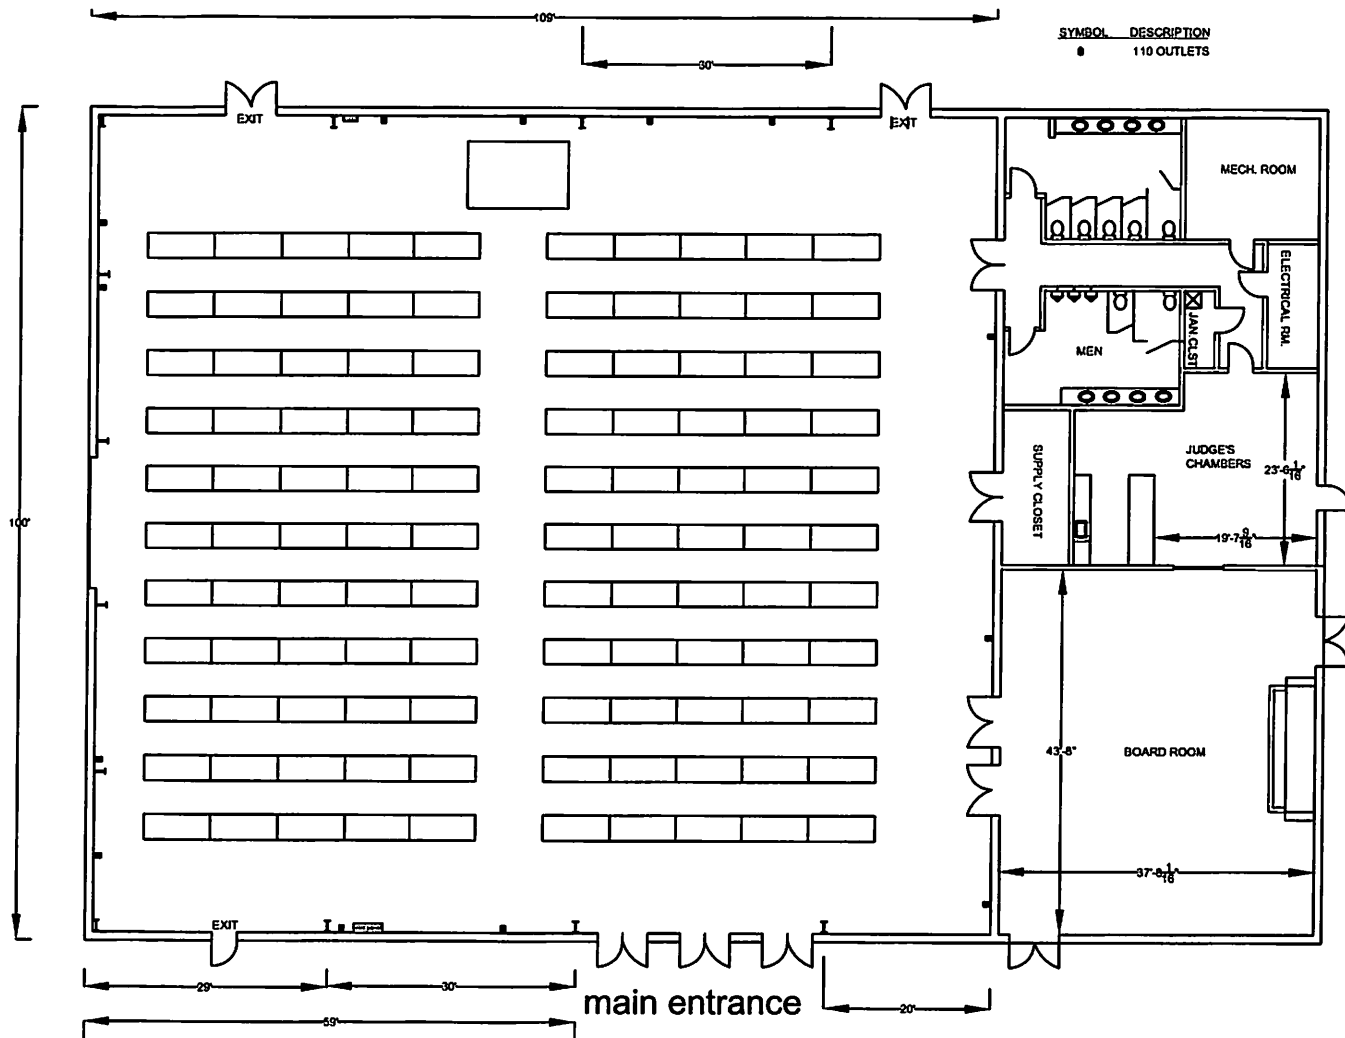 109'
SYMBOL DESCRIPTION
110 OUTLETS
30'
EXIT
EXIT
MECH. ROOM
ELECTRICAL RM.
JAN.CLST
MEN
JUDGE'S
CHAMBERS
SUPPLY CLOSET
23'-6 1/16"
100'
19'-7 9/16"
43'-8"
BOARD ROOM
37'-8 1/16"
EXIT
29'
30'
main entrance
20'
59'